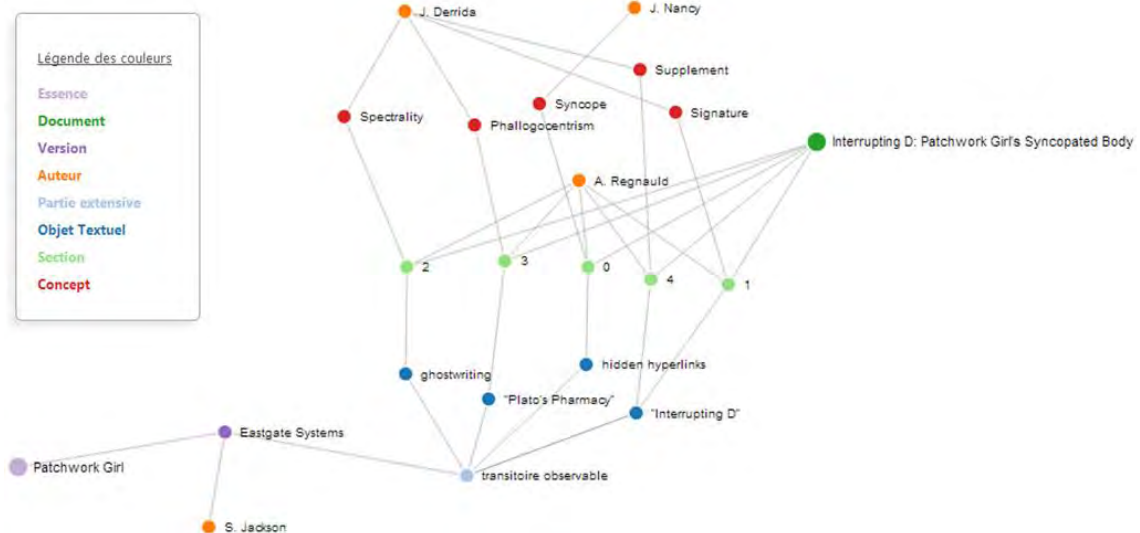 Légende des couleurs
Essence
Document
Version
Auteur
Partie extensive
Objet Textuel
Section
Concept
J. Derrida
J. Nancy
Supplement
Syncope
Spectrality
Phallogocentrism
Signature
Interrupting D: Patchwork Girl's Syncopated Body
A. Regnauld
2
3
0
4
1
ghostwriting
hidden hyperlinks
"Plato's Pharmacy"
"Interrupting D"
Eastgate Systems
Patchwork Girl
transitoire observable
S. Jackson